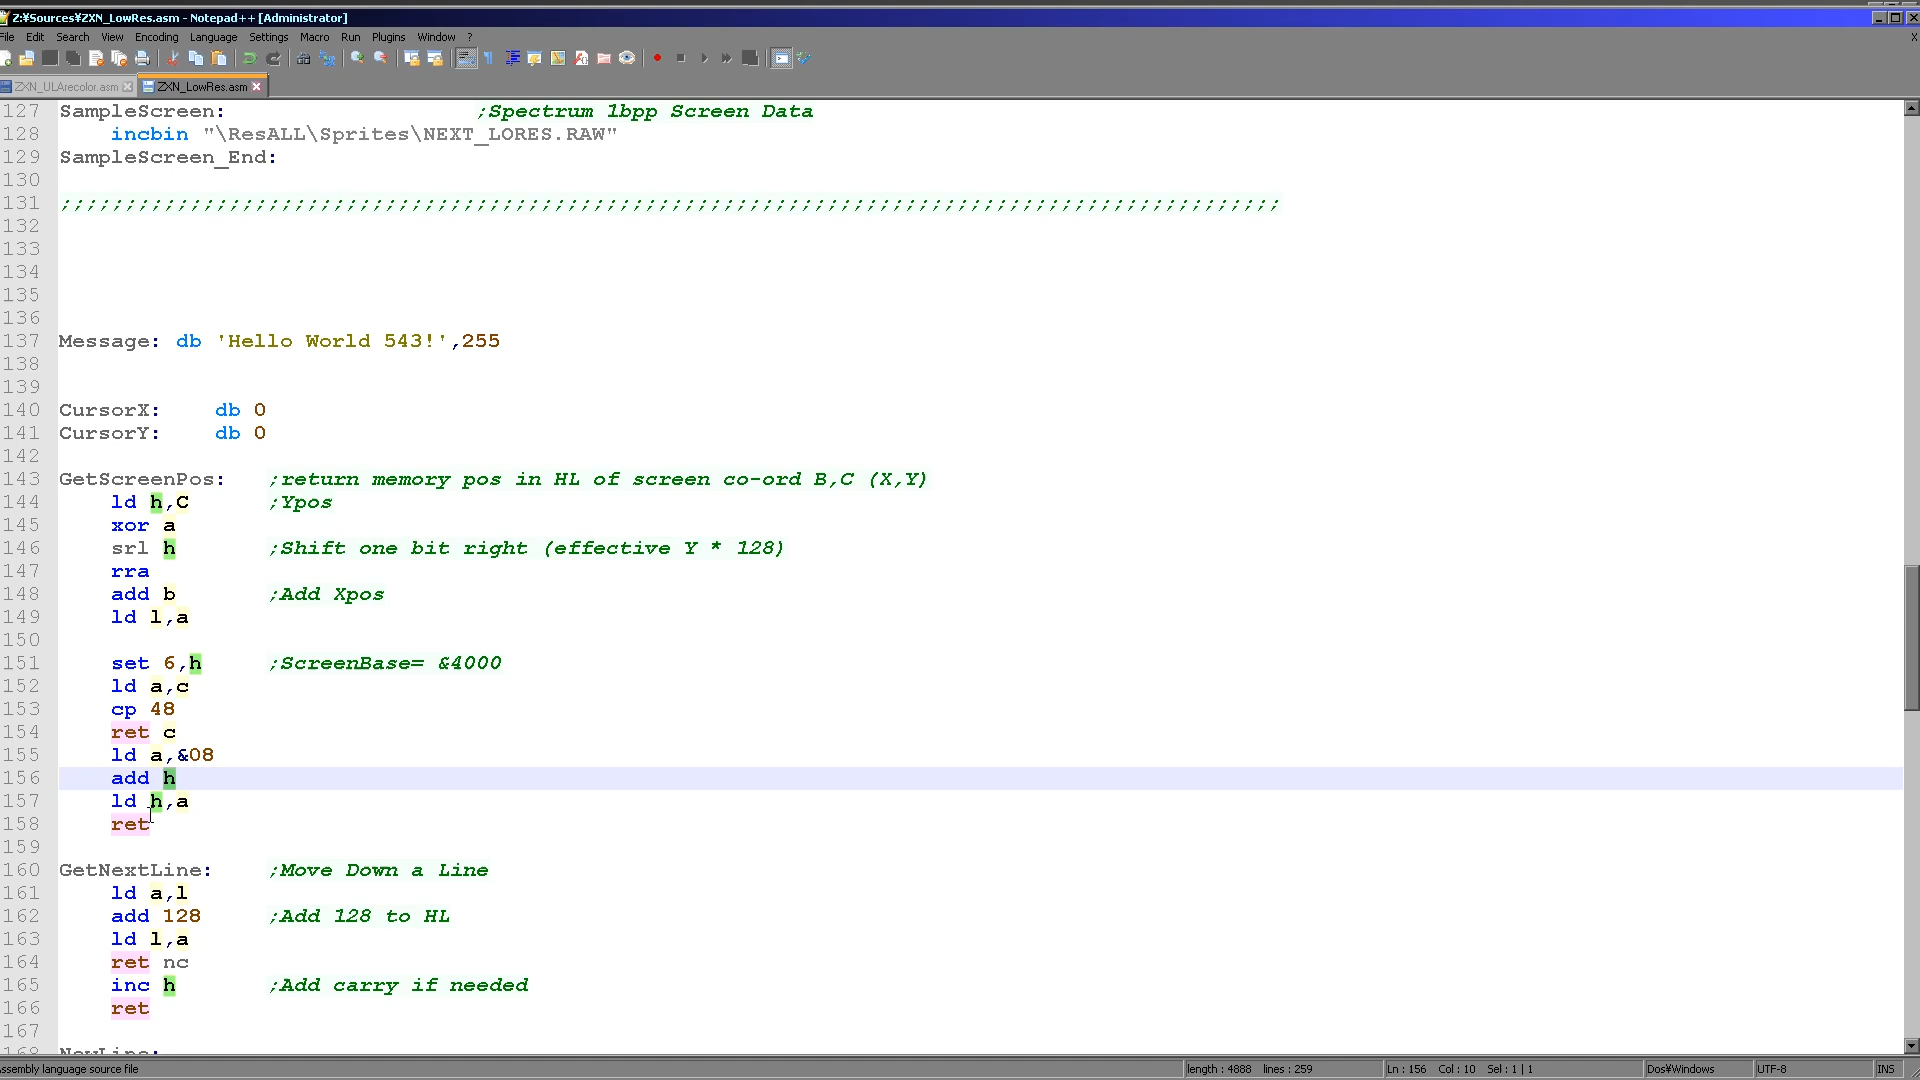 Z:¥Sources¥ZXN_LowRes.asm - Notepad++ [Administrator]
File Edit Search View Encoding Language Settings Macro Run Plugins Window ?
X
ZXN_ULArecolor.asm ZXN_LowRes.asm
127 SampleScreen: ;Spectrum 1bpp Screen Data
128 incbin "\ResALL\Sprites\NEXT_LORES.RAW"
129 SampleScreen_End:
130
131 ;;;;;;;;;;;;;;;;;;;;;;;;;;;;;;;;;;;;;;;;;;;;;;;;;;;;;;;;;;;;;;;;;;;;;;;;;;;;;;;;;;;;;;;;;;;;;;
132
133
134
135
136
137 Message: db 'Hello World 543!',255
138
139
140 CursorX: db 0
141 CursorY: db 0
142
143 GetScreenPos: ;return memory pos in HL of screen co-ord B,C (X,Y)
144 ld h,C ;Ypos
145 xor a
146 srl h ;Shift one bit right (effective Y * 128)
147 rra
148 add b ;Add Xpos
149 ld l,a
150
151 set 6,h ;ScreenBase= &4000
152 ld a,c
153 cp 48
154 ret c
155 ld a,&08
156 add h
157 ld h,a
158 ret
159
160 GetNextLine: ;Move Down a Line
161 ld a,l
162 add 128 ;Add 128 to HL
163 ld l,a
164 ret nc
165 inc h ;Add carry if needed
166 ret
167
168 NewLine:
ssembly language source file length : 4888 lines : 259 Ln : 156 Col : 10 Sel : 1 | 1 Dos¥Windows UTF-8 INS